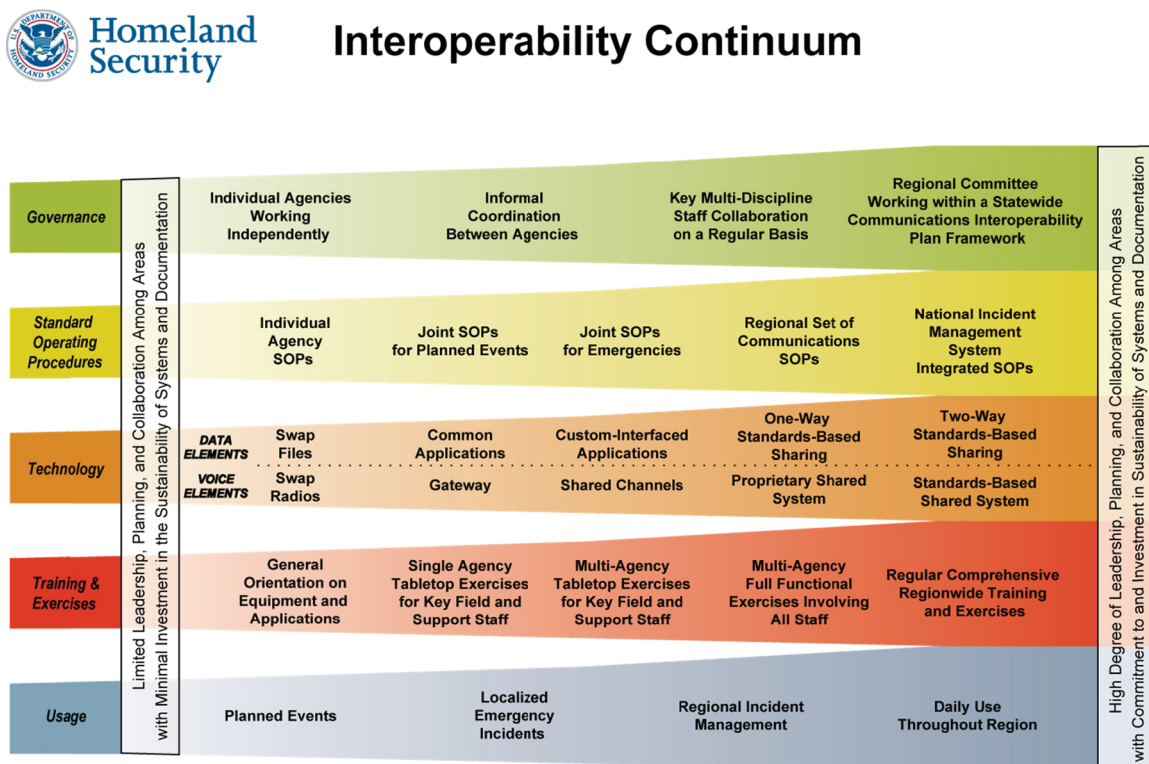 U.S. DEPARTMENT OF
HOMELAND SECURITY
Homeland
Security
Interoperability Continuum
Limited Leadership, Planning, and Collaboration Among Areas
with Minimal Investment in the Sustainability of Systems and Documentation
Governance
Individual Agencies
Working
Independently
Informal
Coordination
Between Agencies
Key Multi-Discipline
Staff Collaboration
on a Regular Basis
Regional Committee
Working within a Statewide
Communications Interoperability
Plan Framework
Standard
Operating
Procedures
Individual
Agency
SOPs
Joint SOPs
for Planned Events
Joint SOPs
for Emergencies
Regional Set of
Communications
SOPs
National Incident
Management
System
Integrated SOPs
Technology
DATA
ELEMENTS
Swap
Files
Common
Applications
Custom-Interfaced
Applications
One-Way
Standards-Based
Sharing
Two-Way
Standards-Based
Sharing
VOICE
ELEMENTS
Swap
Radios
Gateway
Shared Channels
Proprietary Shared
System
Standards-Based
Shared System
Training &
Exercises
General
Orientation on
Equipment and
Applications
Single Agency
Tabletop Exercises
for Key Field and
Support Staff
Multi-Agency
Tabletop Exercises
for Key Field and
Support Staff
Multi-Agency
Full Functional
Exercises Involving
All Staff
Regular Comprehensive
Regionwide Training
and Exercises
Usage
Planned Events
Localized
Emergency
Incidents
Regional Incident
Management
Daily Use
Throughout Region
High Degree of Leadership, Planning, and Collaboration Among Areas
with Commitment to and Investment in Sustainability of Systems and Documentation